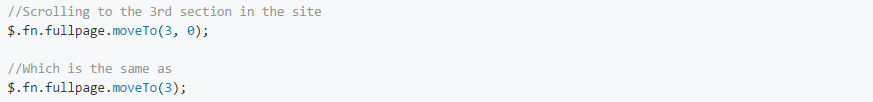 //Scrolling to the 3rd section in the site
$.fn.fullpage.moveTo(3, 0);
//Which is the same as
$.fn.fullpage.moveTo(3);